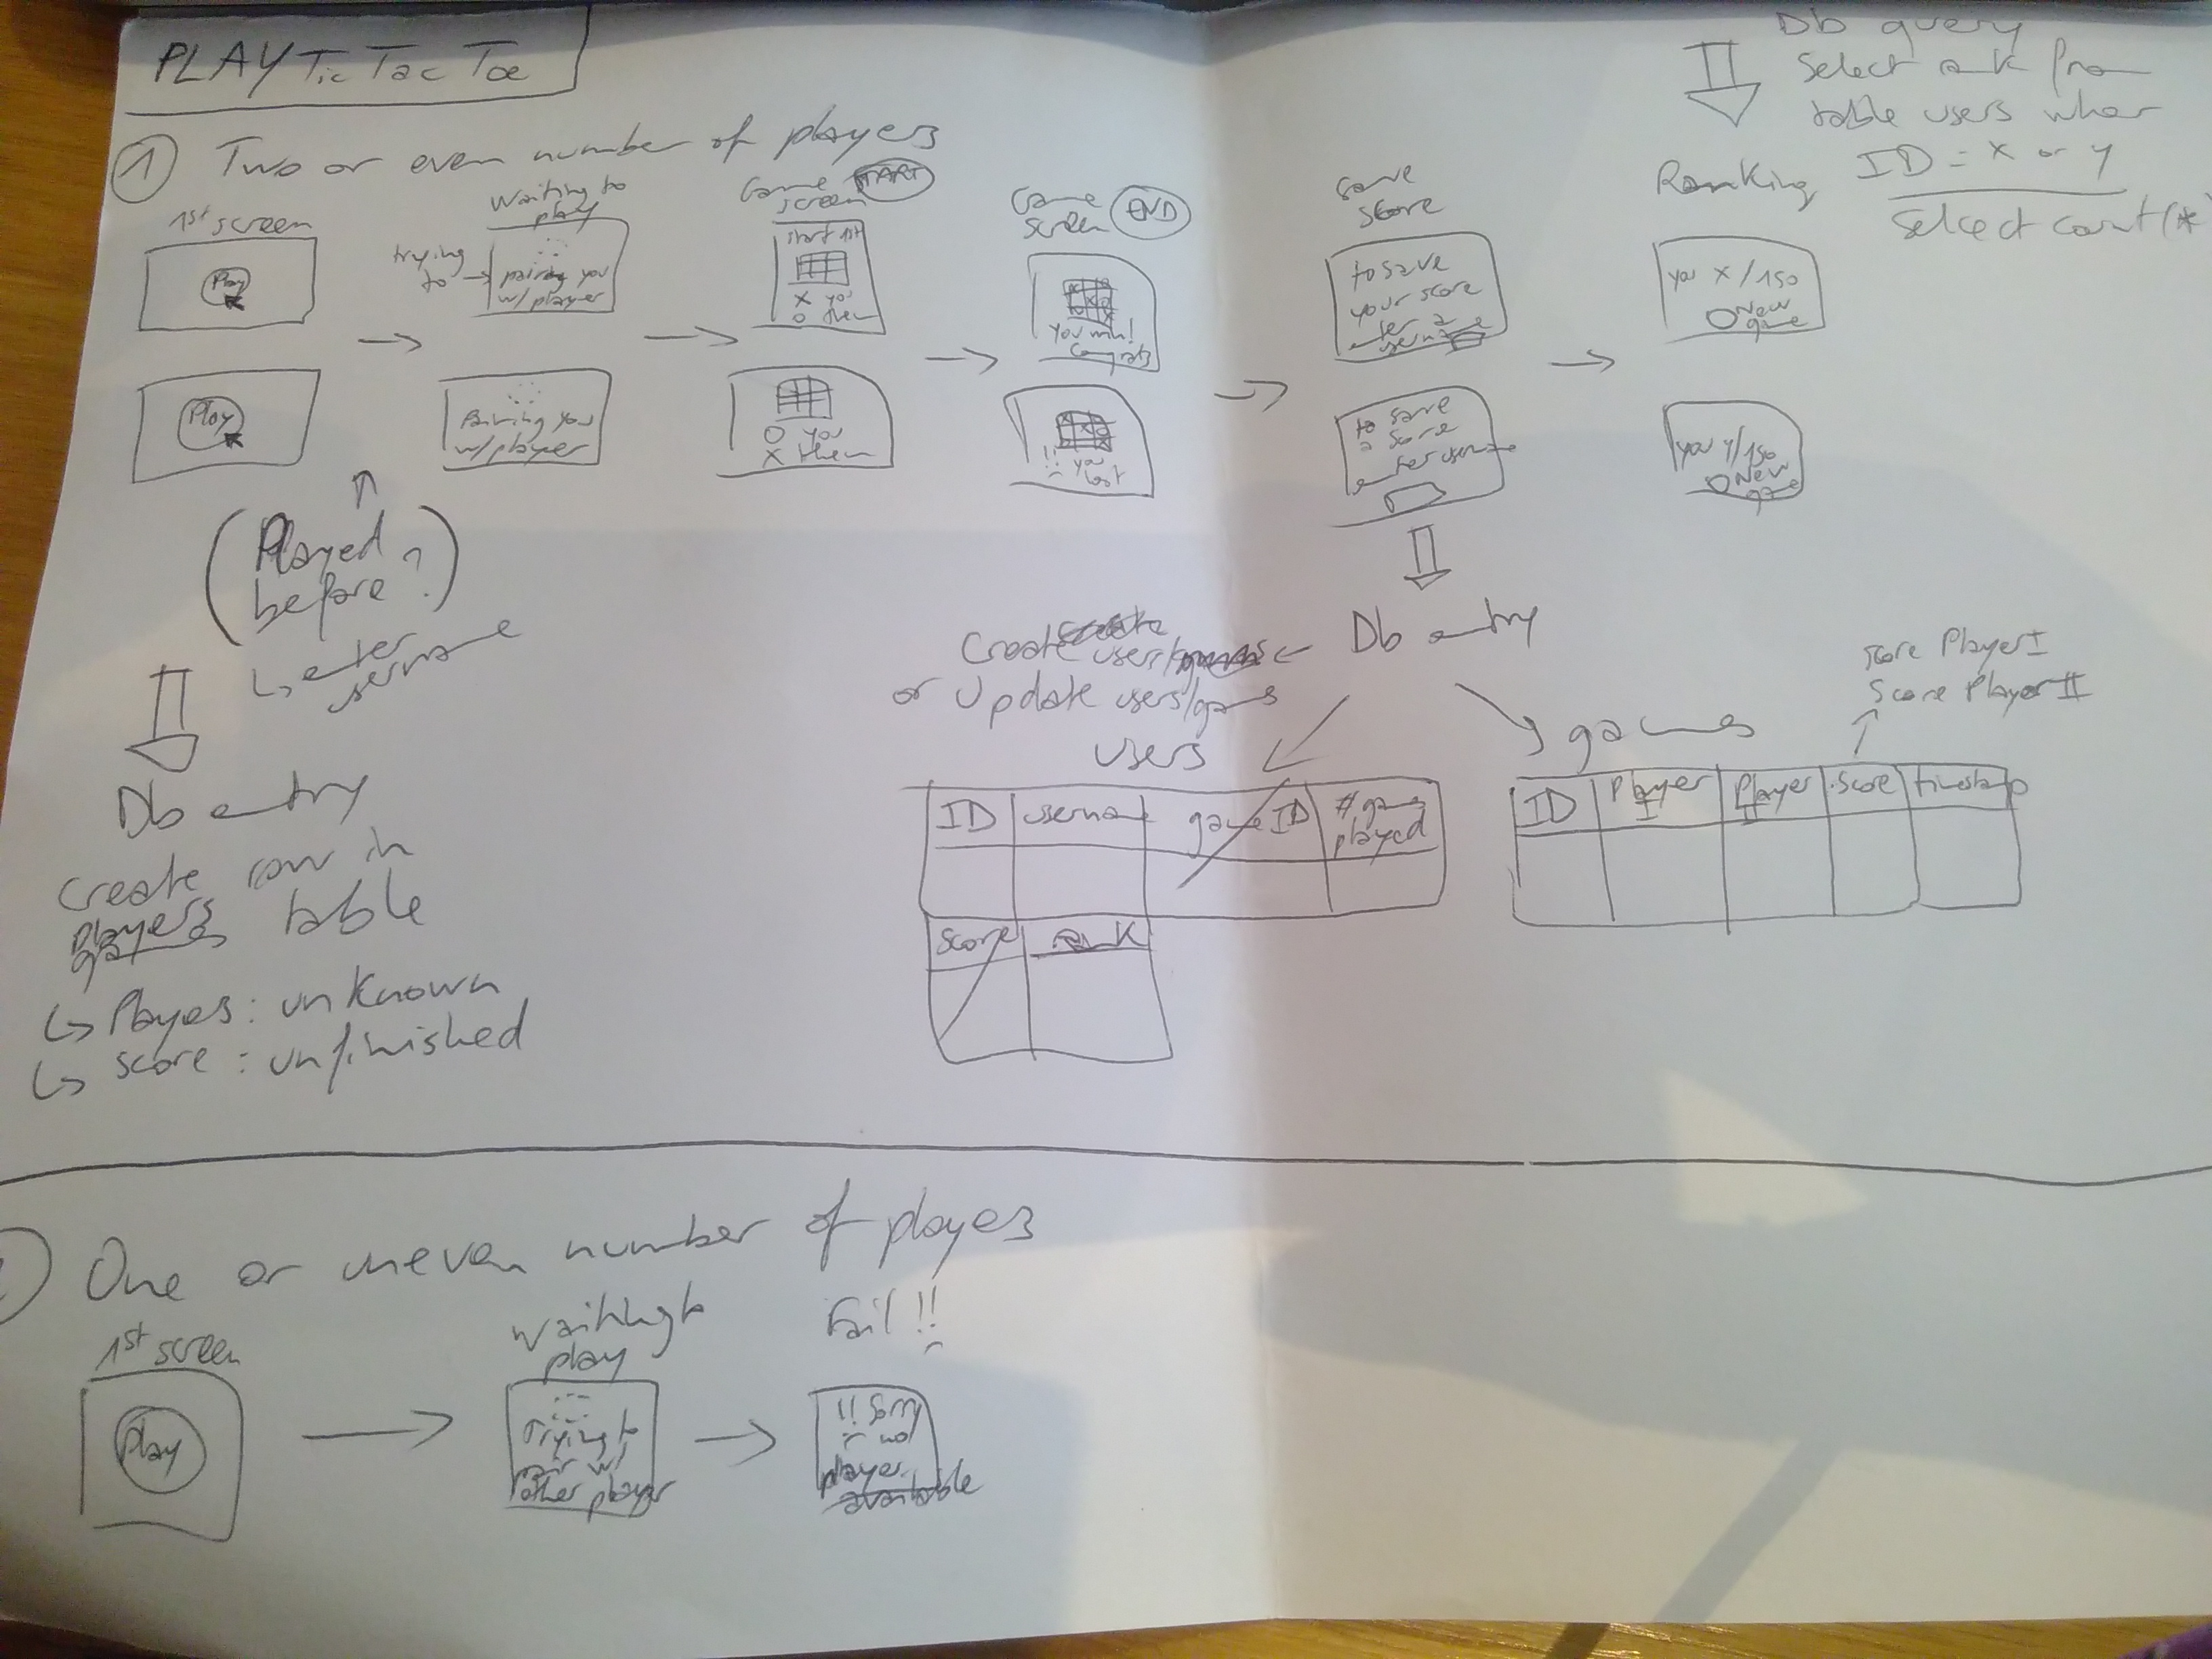 PLAY Tic Tac Toe
1 Two or even number of players
1st screen
Play
Play
Waiting to
play
trying
to
pairing you
w/ player
Pairing you
w/ player
Game START
screen
start 1st
X you
O them
O you
X them
Game
screen END
you win!
Congrats
!! you
lost
save
score
to save
your score
enter a
username
to save
a score
enter username
Ranking
you X/150
New
game
you Y/150
New
game
Db query
Select rank from
table users wher
ID = X or Y
Select count(*
(Played
before?)
enter
username
Db entry
Create row in
players table
games
Players: unknown
score: unfinished
Db entry
Create users/
or Update users/games
users
ID username game ID # game
played
score rank
games
score Player I
Score Player II
ID Player
I Player
II score timestamp
One or uneven number of players
1st screen
Play
Waiting to
play
Trying to
pair w/
other player
Fail !!
!! Sorry
no
player
available